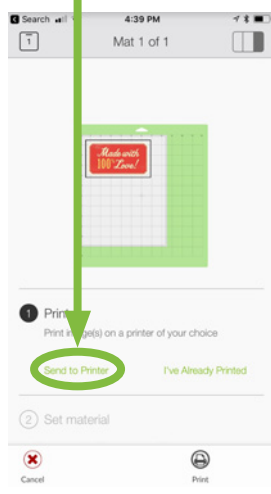 Search 4:39 PM
1 Mat 1 of 1
Made with
100% Love!
1 Print
Print image(s) on a printer of your choice
Send to Printer I've Already Printed
2 Set material
Cancel Print